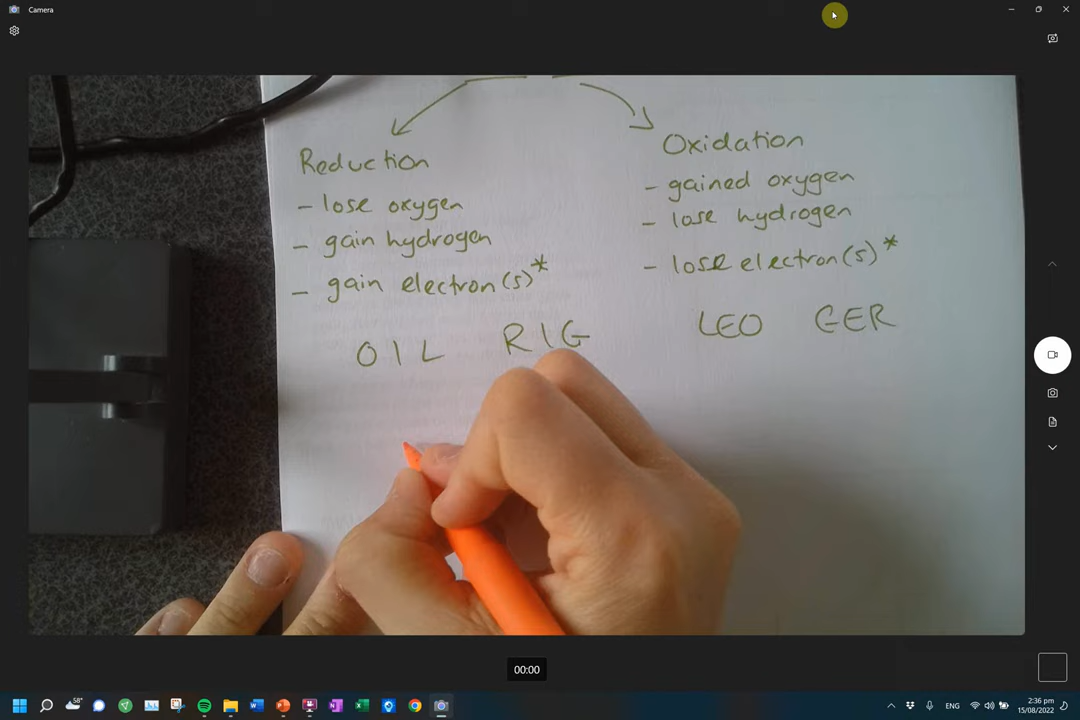 Camera
Reduction
- lose oxygen
- gain hydrogen
- gain electron(s)*
OIL RIG
Oxidation
- gained oxygen
- lose hydrogen
- lose electron(s)*
LEO GER
00:00
58°
ENG
2:36 pm
15/08/2022